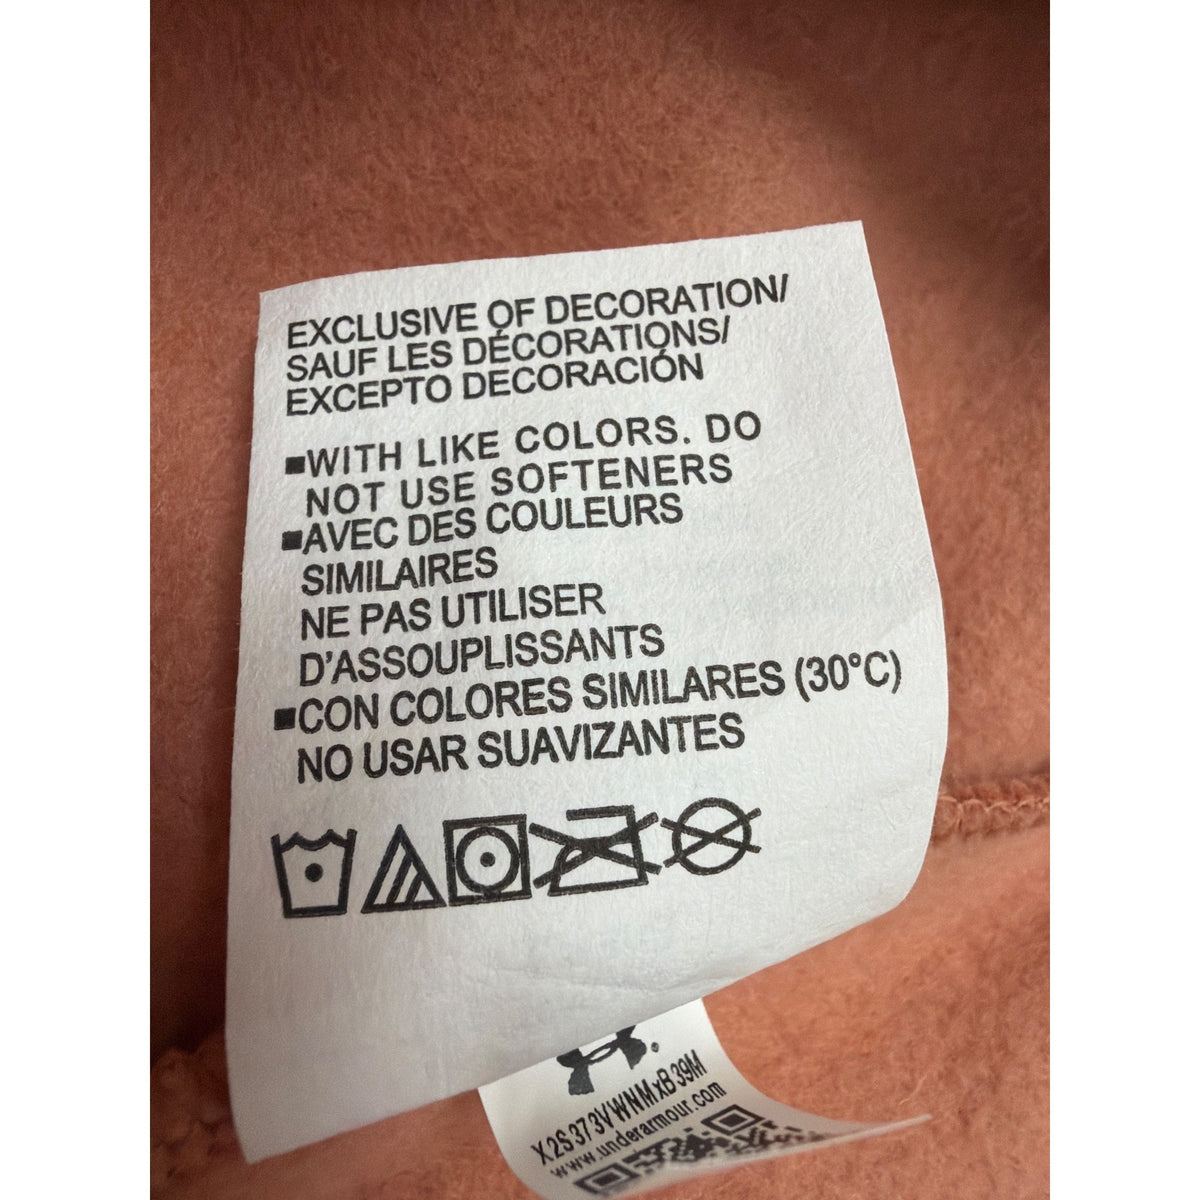 EXCLUSIVE OF DECORATION/
SAUF LES DÉCORATIONS/
EXCEPTO DECORACIÓN
■WITH LIKE COLORS. DO
NOT USE SOFTENERS
■AVEC DES COULEURS
SIMILAIRES
NE PAS UTILISER
D'ASSOUPLISSANTS
■CON COLORES SIMILARES (30°C)
NO USAR SUAVIZANTES
X2S373VWNMxB39M
www.underarmour.com